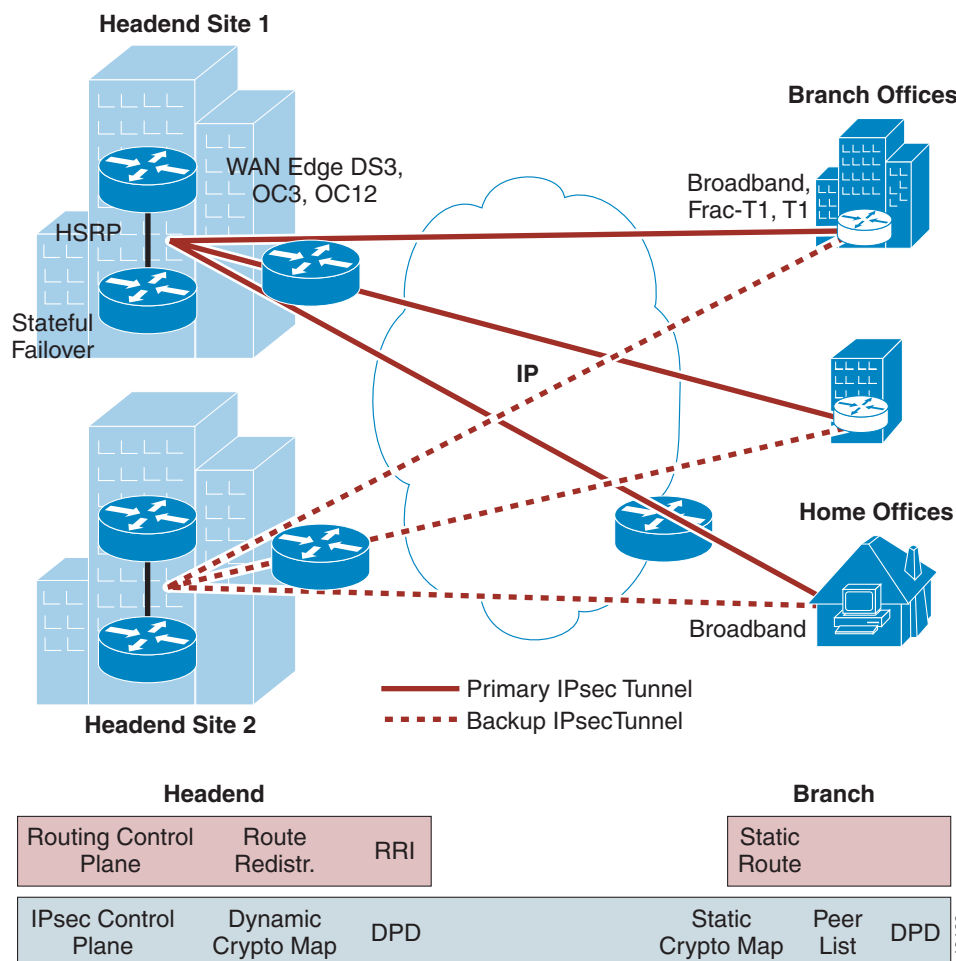 Headend Site 1
Branch Offices
WAN Edge DS3,
OC3, OC12
Broadband,
Frac-T1, T1
HSRP
Stateful
Failover
IP
Home Offices
Broadband
Primary IPsec Tunnel
Backup IPsecTunnel
Headend Site 2
Headend
Branch
Routing Control
Plane
Route
Redistr.
RRI
Static
Route
IPsec Control
Plane
Dynamic
Crypto Map
DPD
Static
Crypto Map
Peer
List
DPD